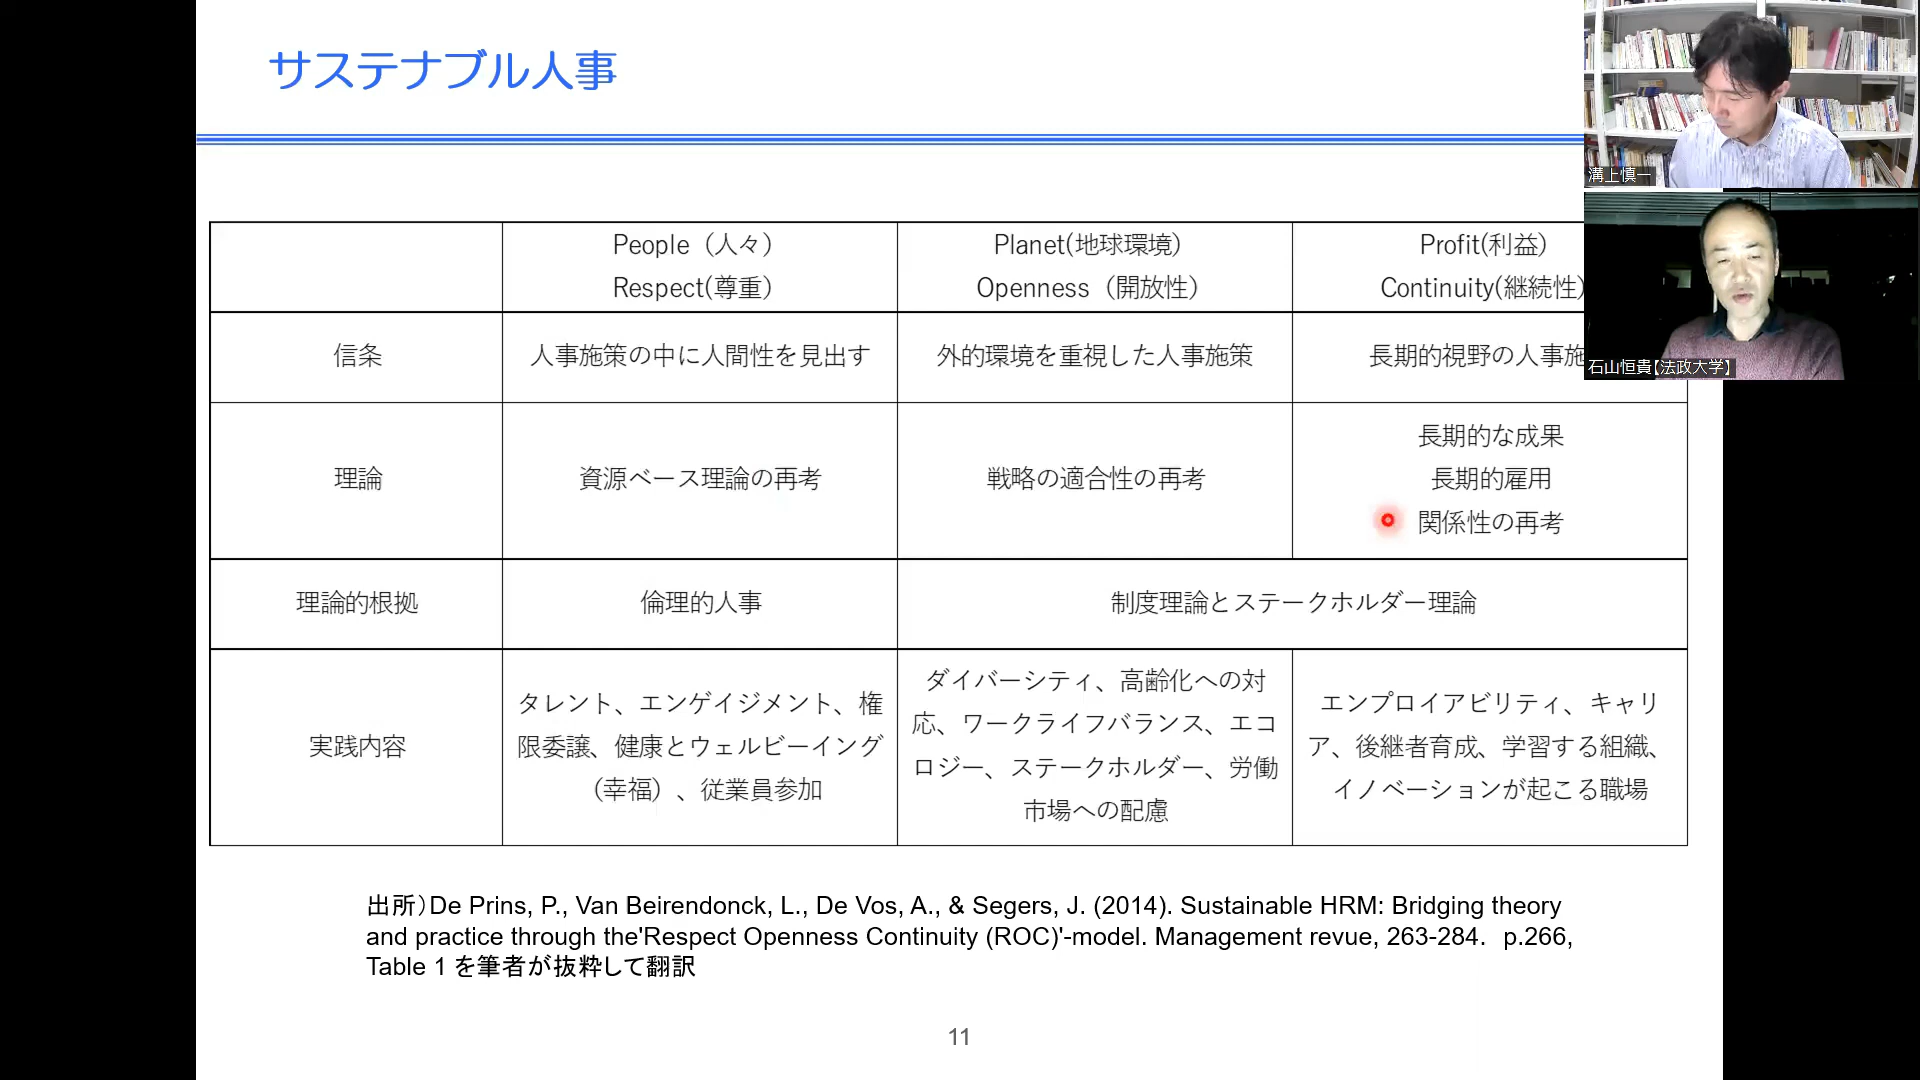 サステナブル人事
People（人々）
Respect(尊重)
Planet(地球環境)
Openness（開放性）
Profit(利益)
Continuity(継続性)
信条
人事施策の中に人間性を見出す
外的環境を重視した人事施策
長期的視野の人事施
理論
資源ベース理論の再考
戦略の適合性の再考
長期的な成果
長期的雇用
関係性の再考
理論的根拠
倫理的人事
制度理論とステークホルダー理論
実践内容
タレント、エンゲイジメント、権
限委譲、健康とウェルビーイング
（幸福）、従業員参加
ダイバーシティ、高齢化への対
応、ワークライフバランス、エコ
ロジー、ステークホルダー、労働
市場への配慮
エンプロイアビリティ、キャリ
ア、後継者育成、学習する組織、
イノベーションが起こる職場
出所）De Prins, P., Van Beirendonck, L., De Vos, A., & Segers, J. (2014). Sustainable HRM: Bridging theory
and practice through the'Respect Openness Continuity (ROC)'-model. Management revue, 263-284. p.266,
Table 1 を筆者が抜粋して翻訳
11
溝上慎一
石山恒貴【法政大学】